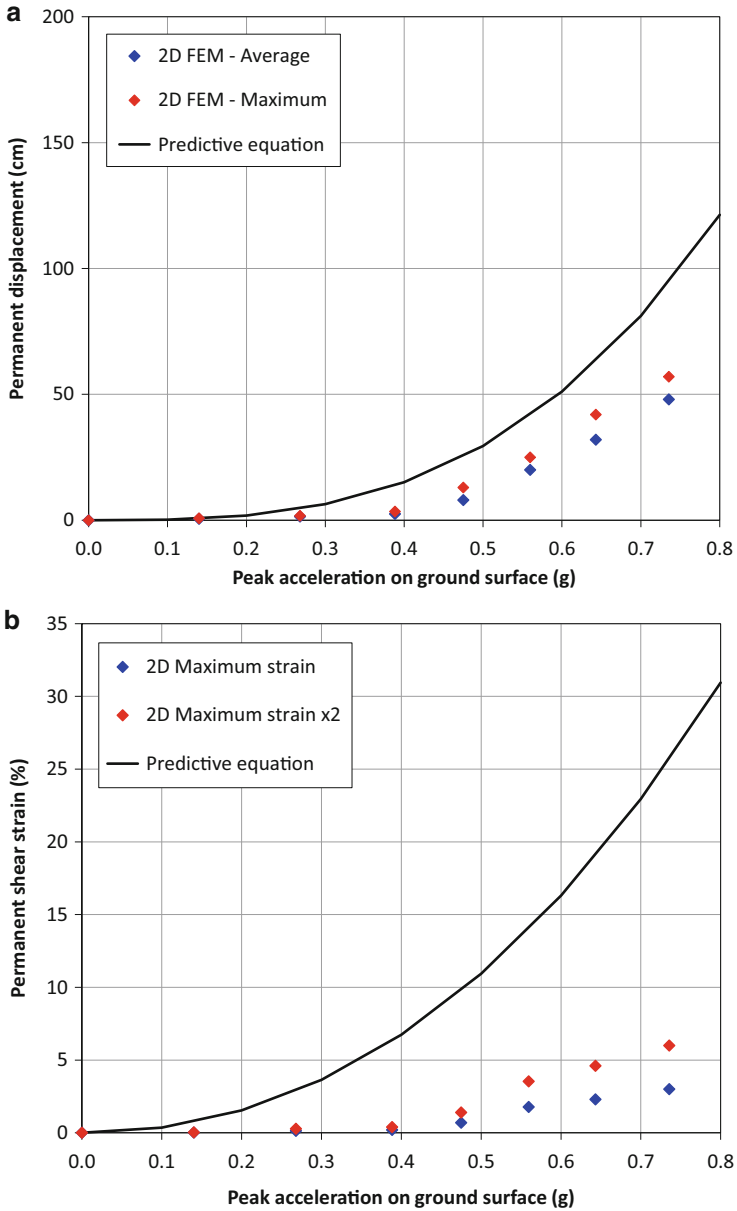 a
200
150
100
50
0
Permanent displacement (cm)
2D FEM - Average
2D FEM - Maximum
Predictive equation
0.0 0.1 0.2 0.3 0.4 0.5 0.6 0.7 0.8
Peak acceleration on ground surface (g)
b
35
30
25
20
15
10
5
0
Permanent shear strain (%)
2D Maximum strain
2D Maximum strain x2
Predictive equation
0.0 0.1 0.2 0.3 0.4 0.5 0.6 0.7 0.8
Peak acceleration on ground surface (g)